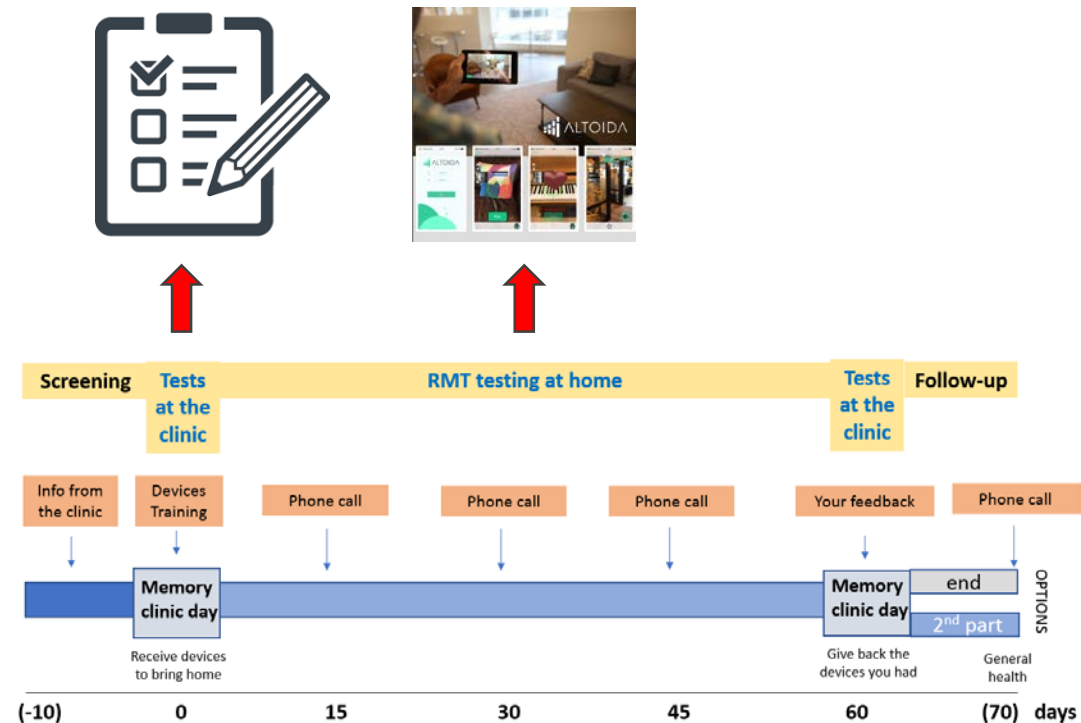 ALTOIDA
ALTOIDA
Screening
Tests
at the
clinic
RMT testing at home
Tests
at the
clinic
Follow-up
Info from
the clinic
Devices
Training
Phone call
Phone call
Phone call
Your feedback
Phone call
Memory
clinic day
Memory
clinic day
end
2nd part
OPTIONS
Receive devices
to bring home
Give back the
devices you had
General
health
(-10) 0 15 30 45 60 (70) days